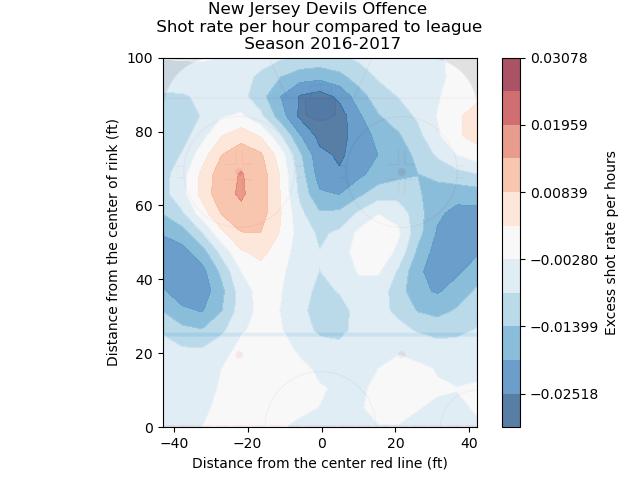 New Jersey Devils Offence
Shot rate per hour compared to league
Season 2016-2017
100
80
60
40
20
0
−40
−20
0
20
40
Distance from the center of rink (ft)
Distance from the center red line (ft)
0.03078
0.01959
0.00839
−0.00280
−0.01399
−0.02518
Excess shot rate per hours